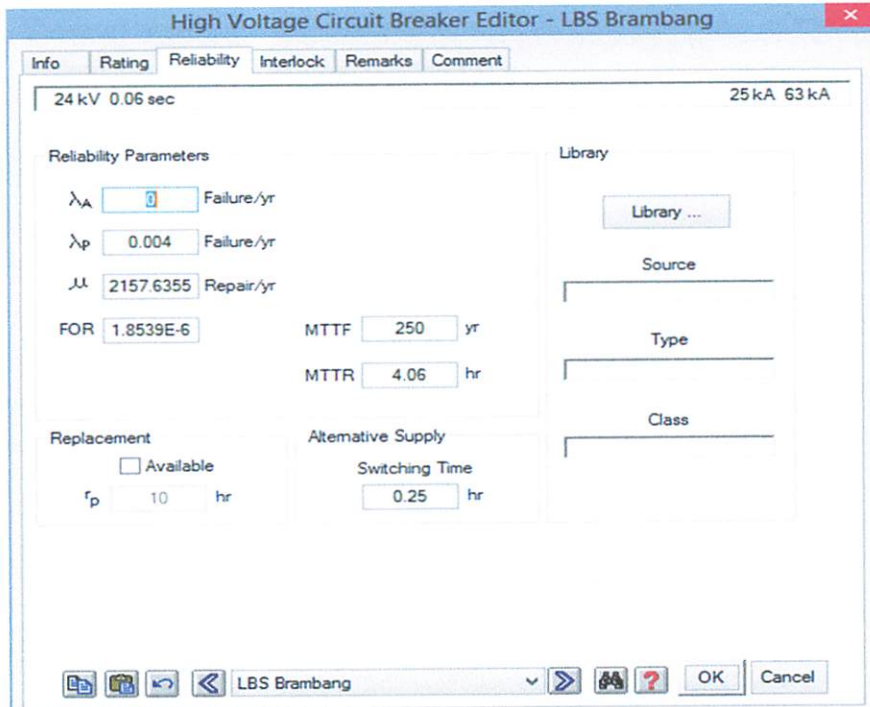 High Voltage Circuit Breaker Editor - LBS Brambang
Info Rating Reliability Interlock Remarks Comment
24 kV 0.06 sec 25 kA 63 kA
Reliability Parameters
λA 0 Failure/yr
λP 0.004 Failure/yr
μ 2157.6355 Repair/yr
FOR 1.8539E-6
MTTF 250 yr
MTTR 4.06 hr
Replacement
Available
rp 10 hr
Alternative Supply
Switching Time
0.25 hr
Library
Library ...
Source
Type
Class
LBS Brambang
?
OK
Cancel